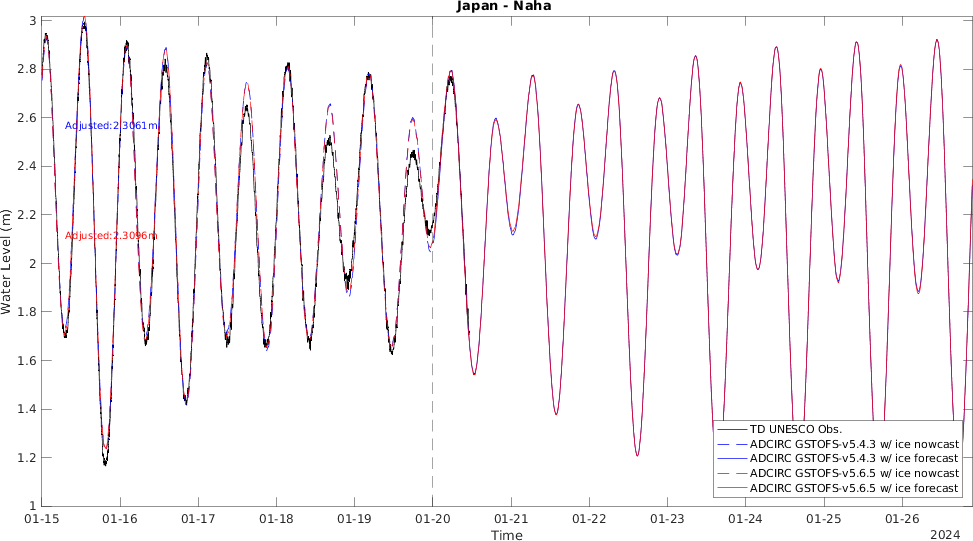 Japan - Naha
3
2.8
2.6
2.4
2.2
2
1.8
1.6
1.4
1.2
1
Water Level (m)
Adjusted:2.3061m
Adjusted:2.3096m
TD UNESCO Obs.
ADCIRC GSTOFS-v5.4.3 w/ ice nowcast
ADCIRC GSTOFS-v5.4.3 w/ ice forecast
ADCIRC GSTOFS-v5.6.5 w/ ice nowcast
ADCIRC GSTOFS-v5.6.5 w/ ice forecast
01-15 01-16 01-17 01-18 01-19 01-20 01-21 01-22 01-23 01-24 01-25 01-26
Time
2024